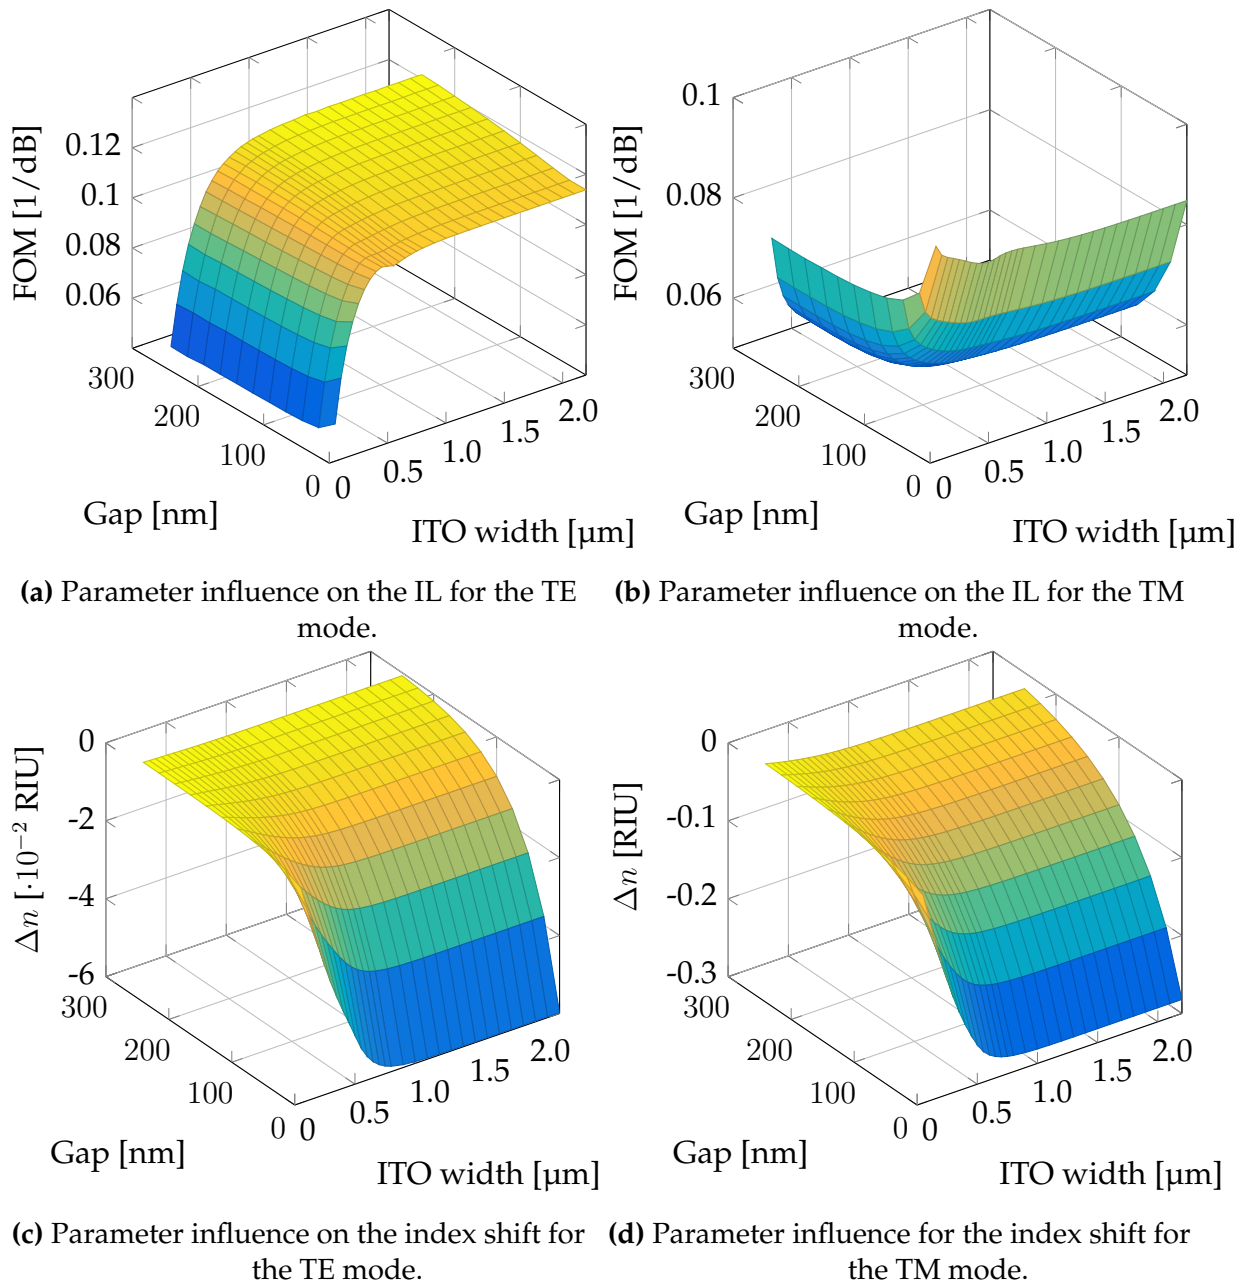 FOM [1/dB]
0.12
0.1
0.08
0.06
300
200
100
0
0
0.5
1.0
1.5
2.0
Gap [nm]
ITO width [µm]
FOM [1/dB]
0.1
0.08
0.06
300
200
100
0
0
0.5
1.0
1.5
2.0
Gap [nm]
ITO width [µm]
(a) Parameter influence on the IL for the TE
mode.
(b) Parameter influence on the IL for the TM
mode.
Δn [·10⁻² RIU]
0
-2
-4
-6
300
200
100
0
0
0.5
1.0
1.5
2.0
Gap [nm]
ITO width [µm]
Δn [RIU]
0
-0.1
-0.2
-0.3
300
200
100
0
0
0.5
1.0
1.5
2.0
Gap [nm]
ITO width [µm]
(c) Parameter influence on the index shift for
the TE mode.
(d) Parameter influence for the index shift for
the TM mode.